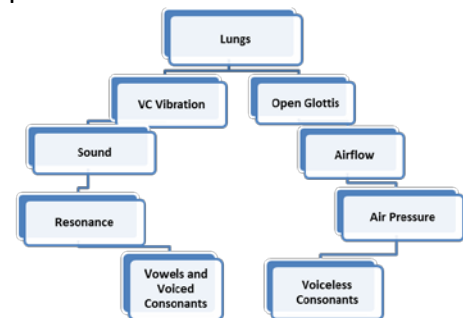 Lungs
VC Vibration
Open Glottis
Sound
Airflow
Resonance
Air Pressure
Vowels and
Voiced
Consonants
Voiceless
Consonants